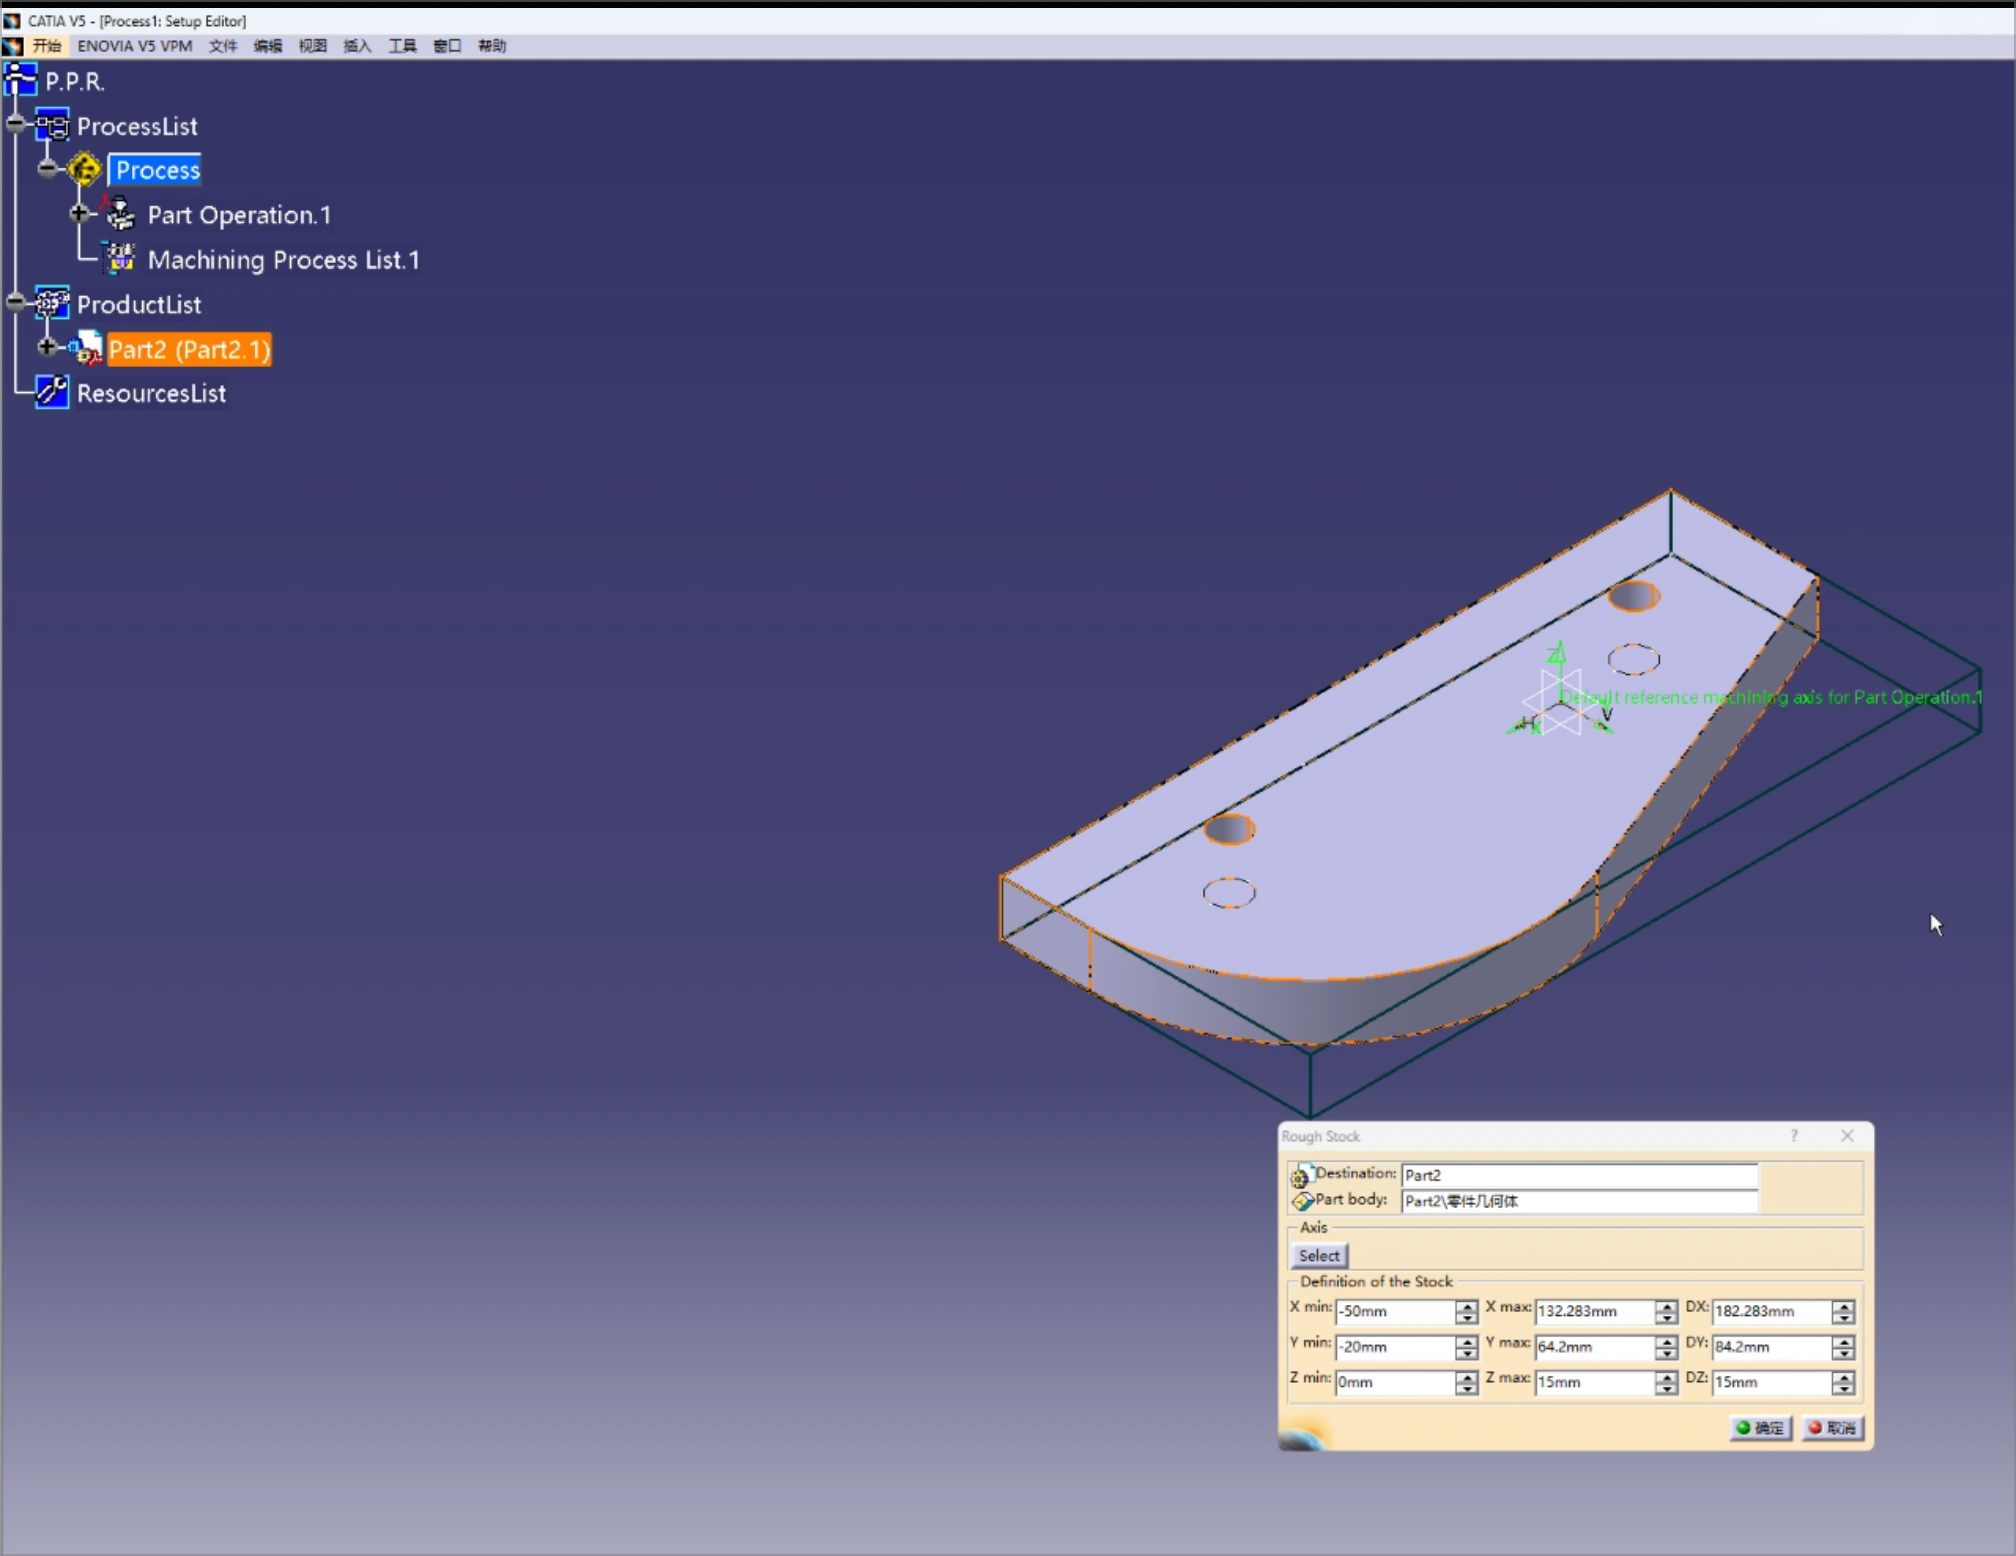 CATIA V5 - [Process1: Setup Editor]
开始 ENOVIA V5 VPM 文件 编辑 视图 插入 工具 窗口 帮助
P.P.R.
ProcessList
Process
Part Operation.1
Machining Process List.1
ProductList
Part2 (Part2.1)
ResourcesList
Z
Default reference machining axis for Part Operation.1
H X V
Rough Stock ?
Destination: Part2
Part body: Part2\零件几何体
Axis
Select
Definition of the Stock
X min: -50mm X max: 132.283mm DX: 182.283mm
Y min: -20mm Y max: 64.2mm DY: 84.2mm
Z min: 0mm Z max: 15mm DZ: 15mm
确定 取消